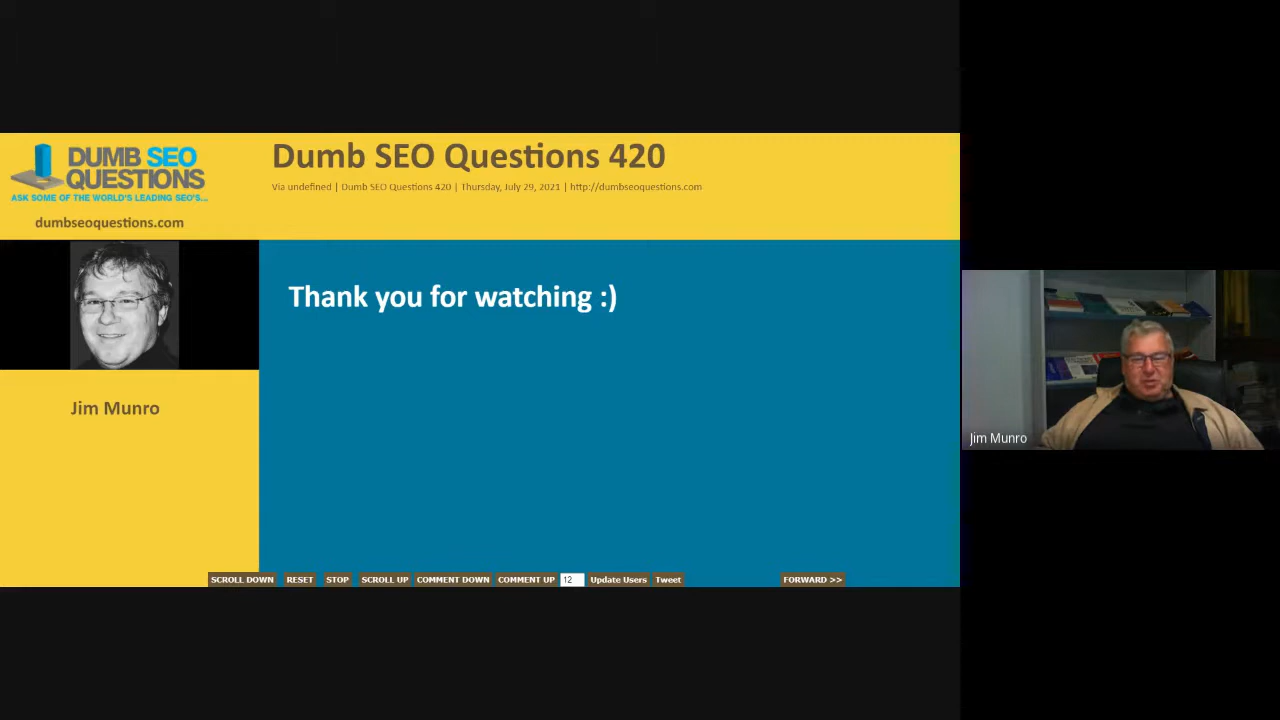 DUMB SEO
QUESTIONS
ASK SOME OF THE WORLD'S LEADING SEO'S...
dumbseoquestions.com
Dumb SEO Questions 420
Via undefined | Dumb SEO Questions 420 | Thursday, July 29, 2021 | http://dumbseoquestions.com
Thank you for watching :)
Jim Munro
Jim Munro
SCROLL DOWN RESET STOP SCROLL UP COMMENT DOWN COMMENT UP 12 Update Users Tweet FORWARD >>